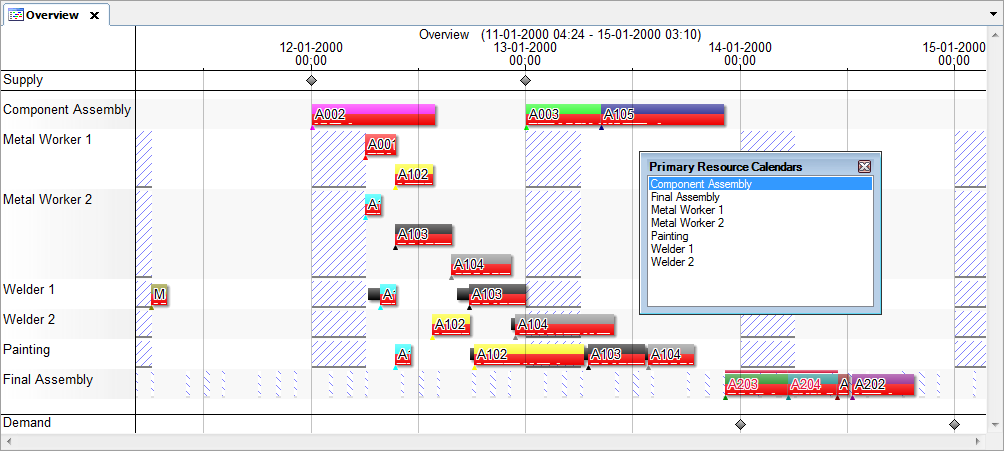 Overview
Overview (11-01-2000 04:24 - 15-01-2000 03:10)
12-01-2000 13-01-2000 14-01-2000 15-01-2000
00:00 00:00 00:00 00:00
Supply
Component Assembly A002 A003 A105
Metal Worker 1 A001
A102
Metal Worker 2
A103
A104
Welder 1 M A103
Welder 2 A102 A104
Painting A102 A103 A104
Final Assembly A203 A204 A A202
Demand
Primary Resource Calendars
Component Assembly
Final Assembly
Metal Worker 1
Metal Worker 2
Painting
Welder 1
Welder 2